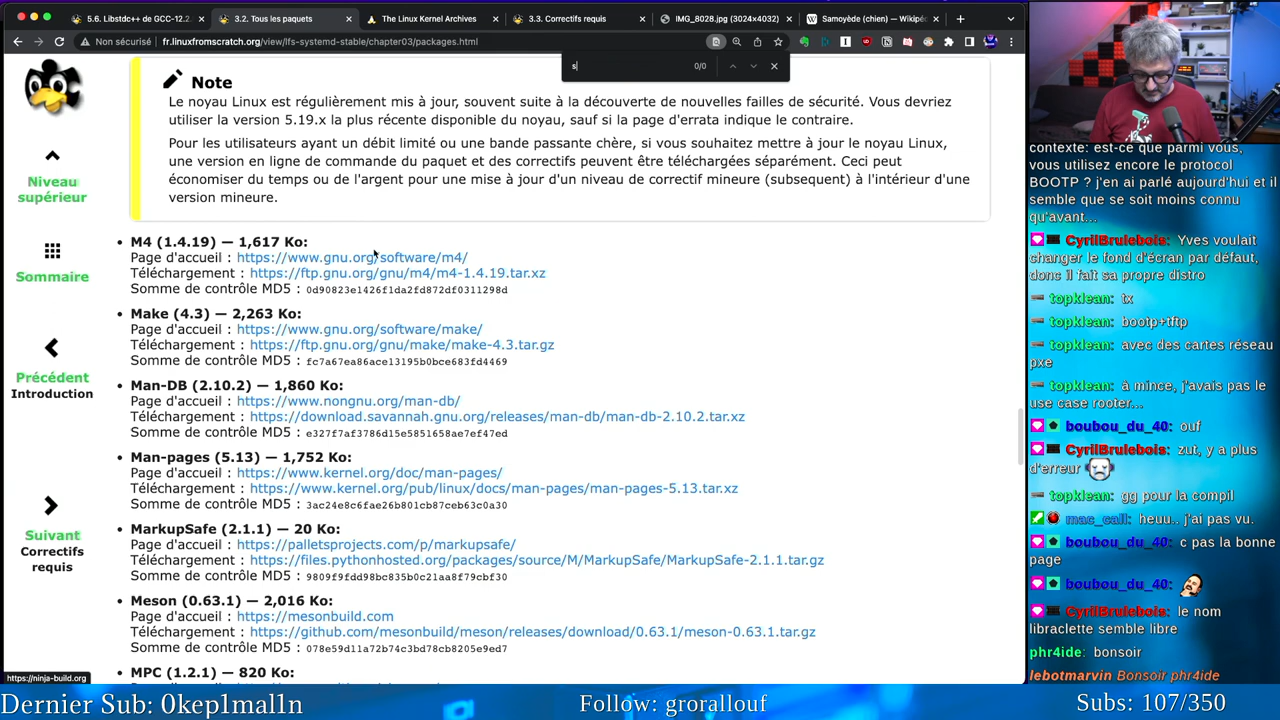 5.6. Libstdc++ de GCC-12.2.
3.2. Tous les paquets
The Linux Kernel Archives
3.3. Correctifs requis
IMG_8028.jpg (3024×4032)
Samoyède (chien) — Wikipé
Non sécurisé
fr.linuxfromscratch.org/view/lfs-systemd-stable/chapter03/packages.html
s
0/0
Note
Le noyau Linux est régulièrement mis à jour, souvent suite à la découverte de nouvelles failles de sécurité. Vous devriez
utiliser la version 5.19.x la plus récente disponible du noyau, sauf si la page d'errata indique le contraire.
Pour les utilisateurs ayant un débit limité ou une bande passante chère, si vous souhaitez mettre à jour le noyau Linux,
une version en ligne de commande du paquet et des correctifs peuvent être téléchargées séparément. Ceci peut
économiser du temps ou de l'argent pour une mise à jour d'un niveau de correctif mineure (subsequent) à l'intérieur d'une
version mineure.
Niveau
supérieur
Sommaire
Précédent
Introduction
Suivant
Correctifs
requis
M4 (1.4.19) — 1,617 Ko:
Page d'accueil : https://www.gnu.org/software/m4/
Téléchargement : https://ftp.gnu.org/gnu/m4/m4-1.4.19.tar.xz
Somme de contrôle MD5 : 0d90823e1426f1da2fd872df0311298d
Make (4.3) — 2,263 Ko:
Page d'accueil : https://www.gnu.org/software/make/
Téléchargement : https://ftp.gnu.org/gnu/make/make-4.3.tar.gz
Somme de contrôle MD5 : fc7a67ea86ace13195b0bce683fd4469
Man-DB (2.10.2) — 1,860 Ko:
Page d'accueil : https://www.nongnu.org/man-db/
Téléchargement : https://download.savannah.gnu.org/releases/man-db/man-db-2.10.2.tar.xz
Somme de contrôle MD5 : e327f7af3786d15e5851658ae7ef47ed
Man-pages (5.13) — 1,752 Ko:
Page d'accueil : https://www.kernel.org/doc/man-pages/
Téléchargement : https://www.kernel.org/pub/linux/docs/man-pages/man-pages-5.13.tar.xz
Somme de contrôle MD5 : 3ac24e8c6fae26b801cb87ceb63c0a30
MarkupSafe (2.1.1) — 20 Ko:
Page d'accueil : https://palletsprojects.com/p/markupsafe/
Téléchargement : https://files.pythonhosted.org/packages/source/M/MarkupSafe/MarkupSafe-2.1.1.tar.gz
Somme de contrôle MD5 : 9809f9fdd98bc835b0c21aa8f79cbf30
Meson (0.63.1) — 2,016 Ko:
Page d'accueil : https://mesonbuild.com
Téléchargement : https://github.com/mesonbuild/meson/releases/download/0.63.1/meson-0.63.1.tar.gz
Somme de contrôle MD5 : 078e59d11a72b74c3bd78cb8205e9ed7
MPC (1.2.1) — 820 Ko:
https://ninja-build.org
contexte: est-ce que parmi vous,
vous utilisez encore le protocol
BOOTP ? j'en ai parlé aujourd'hui et il
semble que se soit moins connu
qu'avant...
CyrilBrulebois: Yves voulait
changer le fond d'écran par défaut,
donc il fait sa propre distro
topklean: tx
topklean: bootp+tftp
topklean: avec des cartes réseau
pxe
topklean: à mince, j'avais pas le
use case rooter...
boubou_du_40: ouf
CyrilBrulebois: zut, y a plus
d'erreur
topklean: gg pour la compil
mac_call: heuu.. j'ai pas vu.
boubou_du_40: c pas la bonne
page
boubou_du_40:
CyrilBrulebois: le nom
libraclette semble libre
phr4ide: bonsoir
lebotmarvin Bonsoir phr4ide
Dernier Sub: 0kep1mal1n
Follow: grorallouf
Subs: 107/350